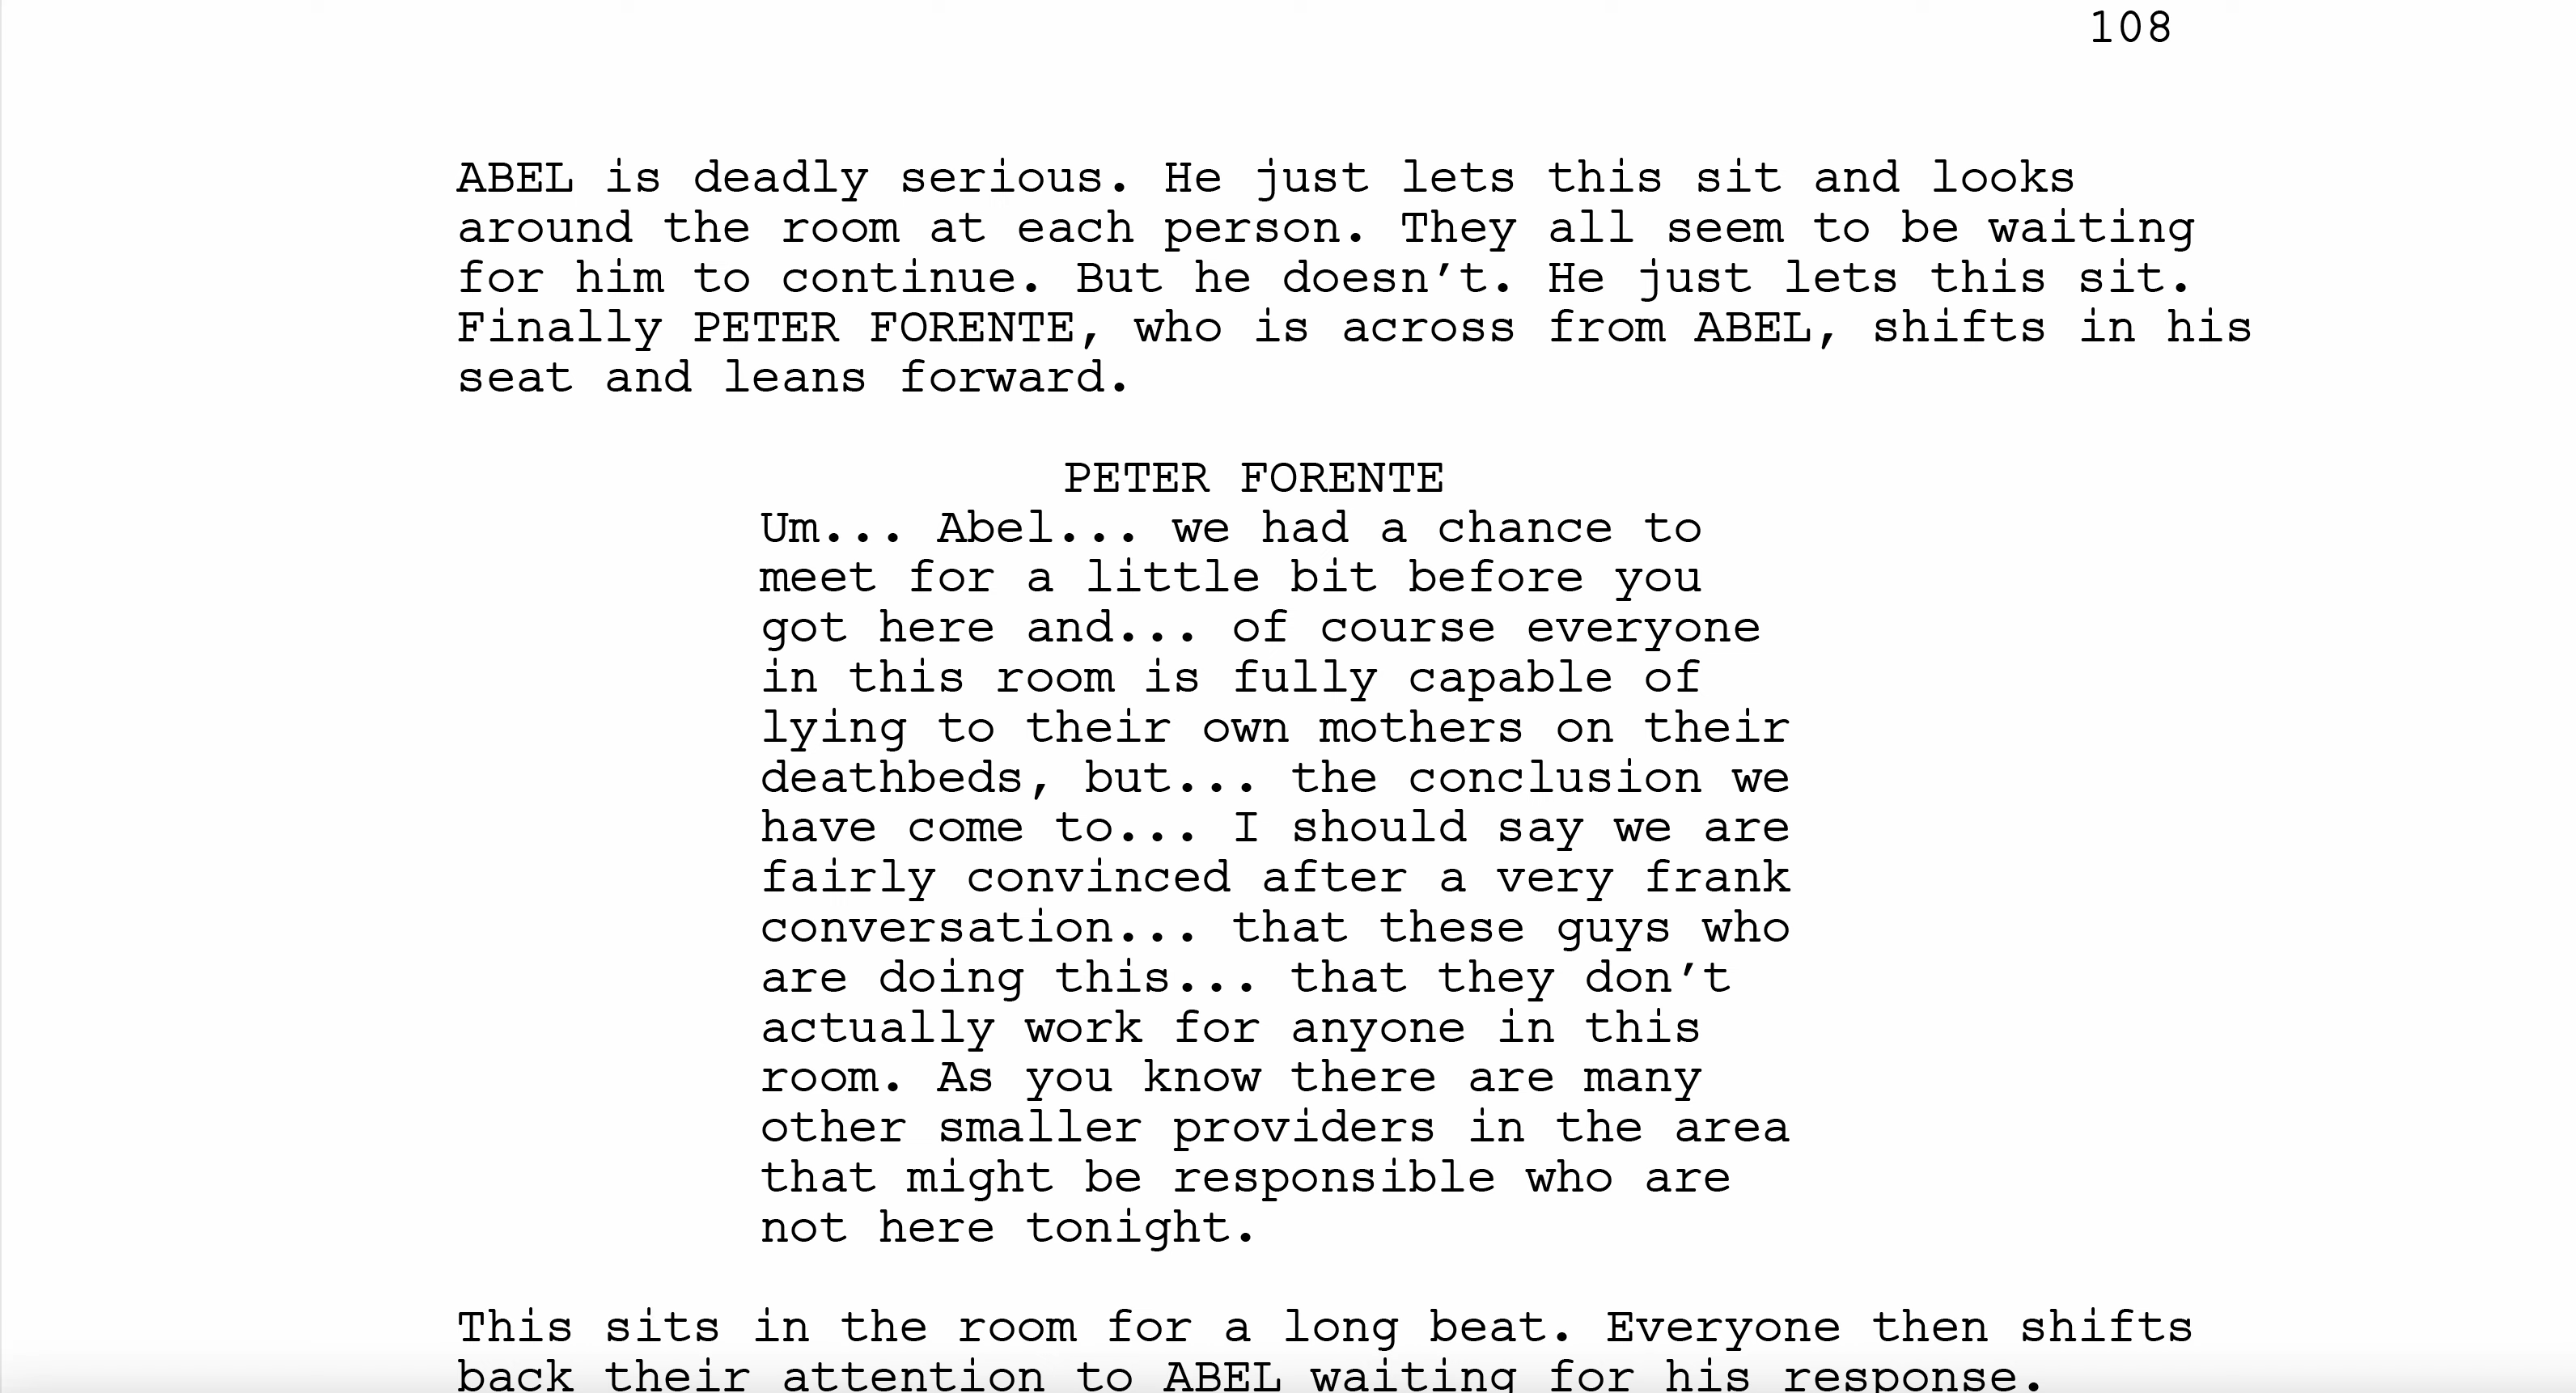 108
ABEL is deadly serious. He just lets this sit and looks
around the room at each person. They all seem to be waiting
for him to continue. But he doesn’t. He just lets this sit.
Finally PETER FORENTE, who is across from ABEL, shifts in his
seat and leans forward.
PETER FORENTE
Um... Abel... we had a chance to
meet for a little bit before you
got here and... of course everyone
in this room is fully capable of
lying to their own mothers on their
deathbeds, but... the conclusion we
have come to... I should say we are
fairly convinced after a very frank
conversation... that these guys who
are doing this... that they don’t
actually work for anyone in this
room. As you know there are many
other smaller providers in the area
that might be responsible who are
not here tonight.
This sits in the room for a long beat. Everyone then shifts
back their attention to ABEL waiting for his response.